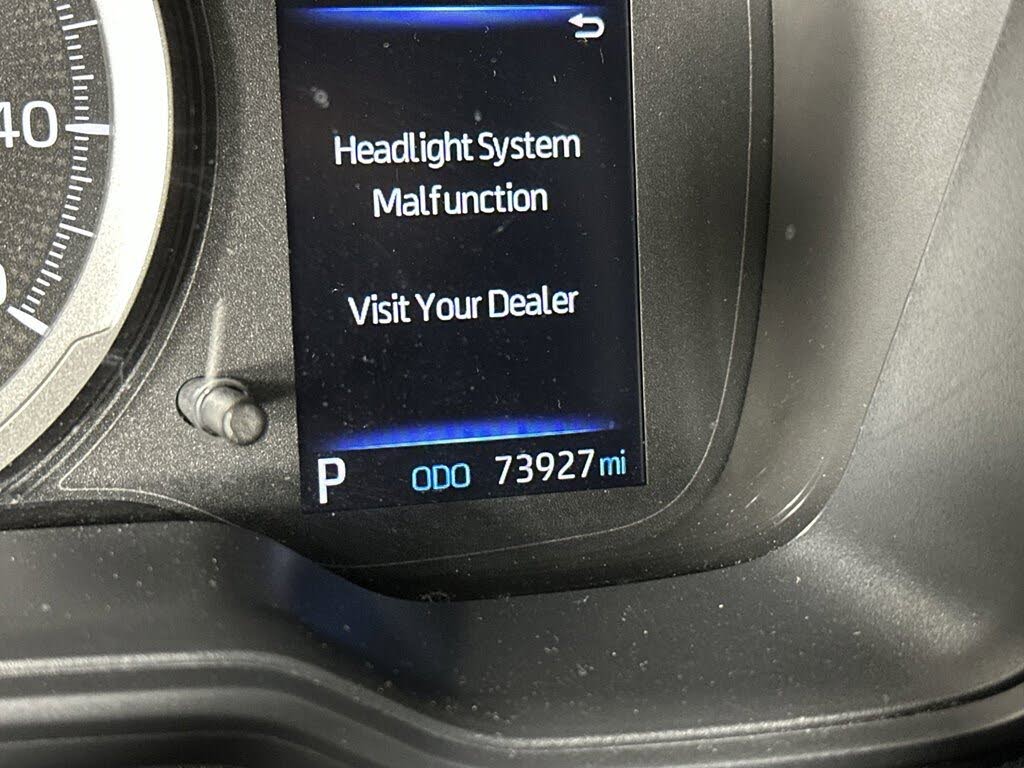 40
Headlight System
Malfunction
Visit Your Dealer
P ODO 73927 mi